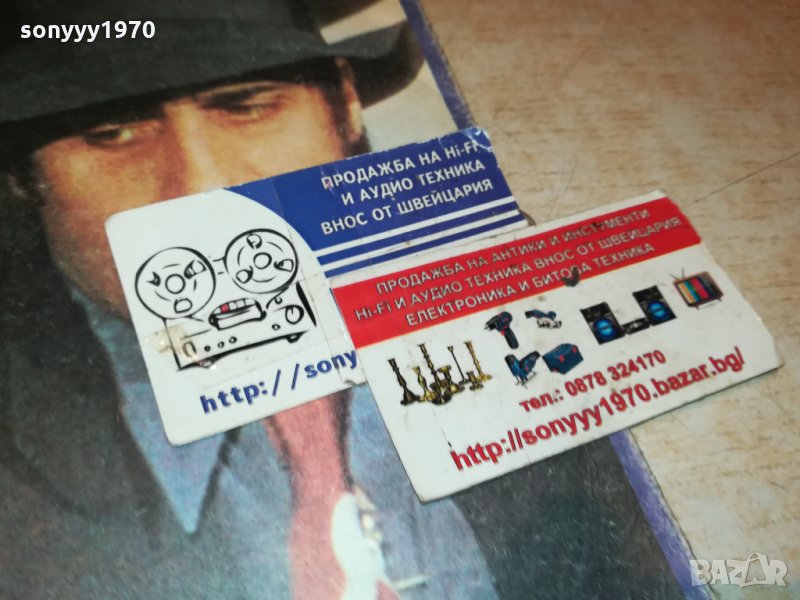 sonyyy1970
ПРОДАЖБА НА Hi-Fi
И АУДИО ТЕХНИКА
ВНОС ОТ ШВЕЙЦАРИЯ
http://sony
ПРОДАЖБА НА АНТИКИ И ИНСТРУМЕНТИ
Hi-Fi И АУДИО ТЕХНИКА ВНОС ОТ ШВЕЙЦАРИЯ
ЕЛЕКТРОНИКА И БИТОВА ТЕХНИКА
тел.: 0878 324170
http://sonyyy1970.bazar.bg/
BAZAR